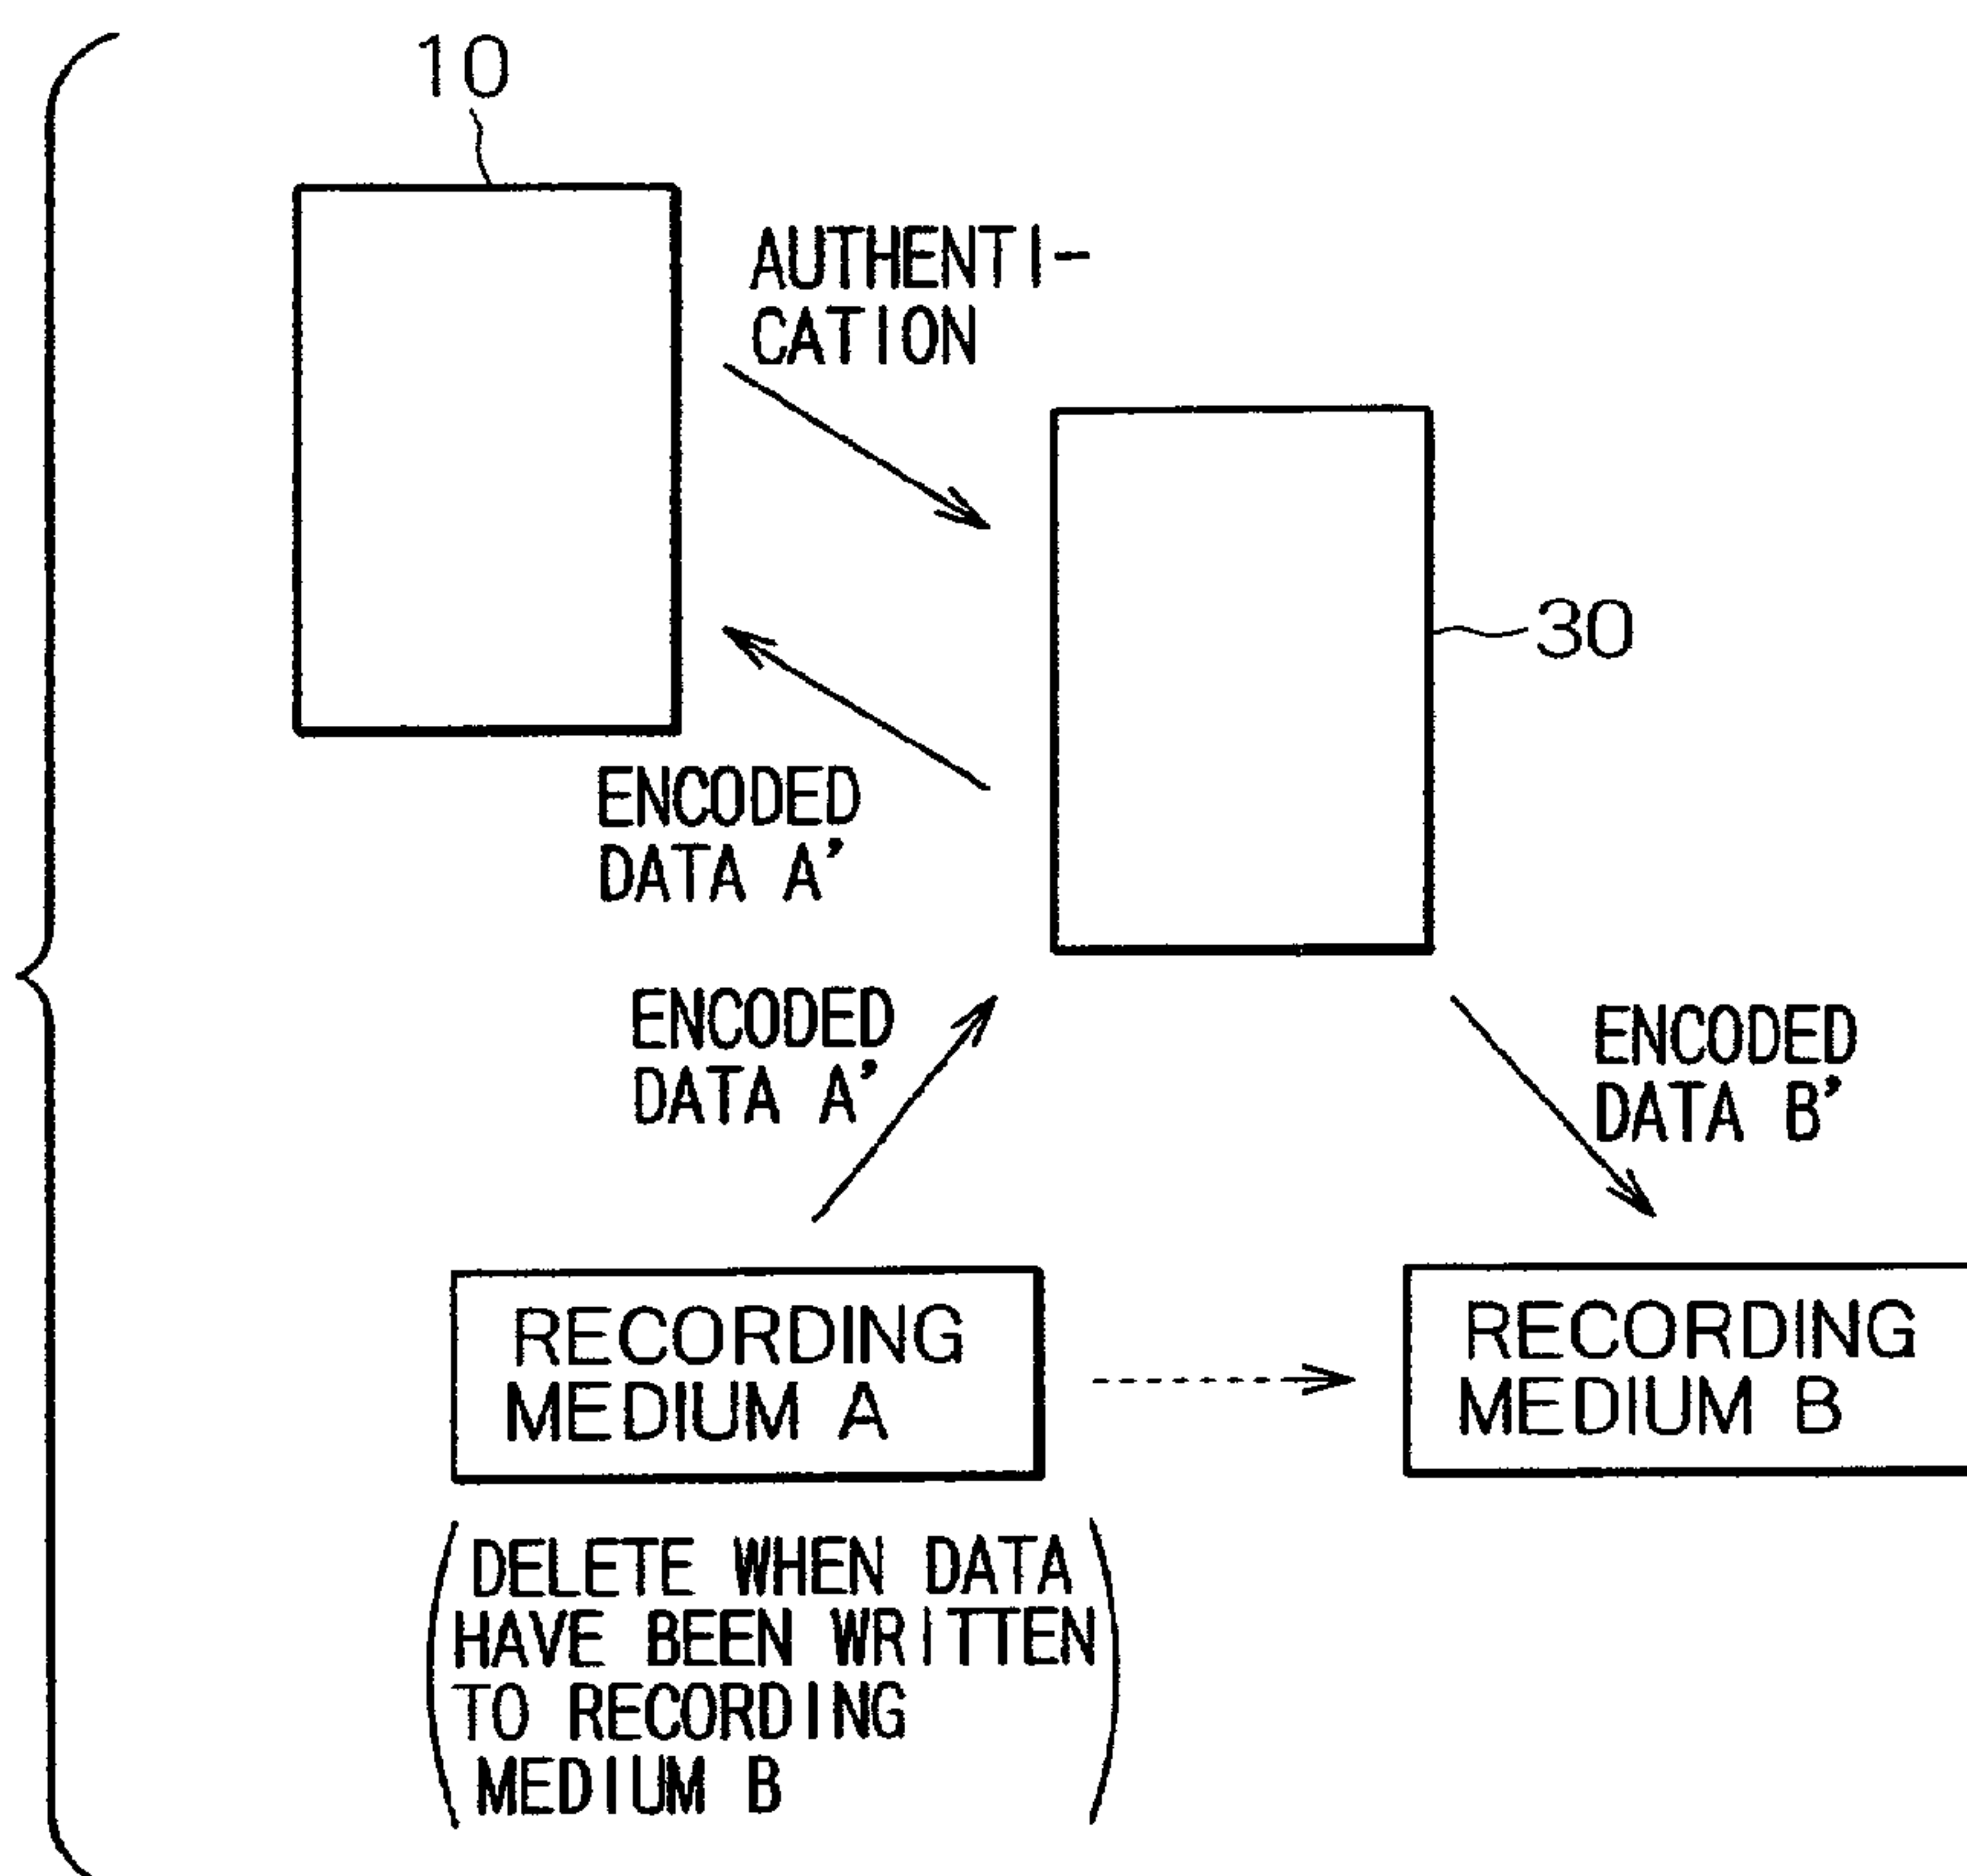 10
AUTHENTI-
CATION
30
ENCODED
DATA A'
ENCODED
DATA A'
ENCODED
DATA B'
RECORDING
MEDIUM A
RECORDING
MEDIUM B
DELETE WHEN DATA
HAVE BEEN WRITTEN
TO RECORDING
MEDIUM B